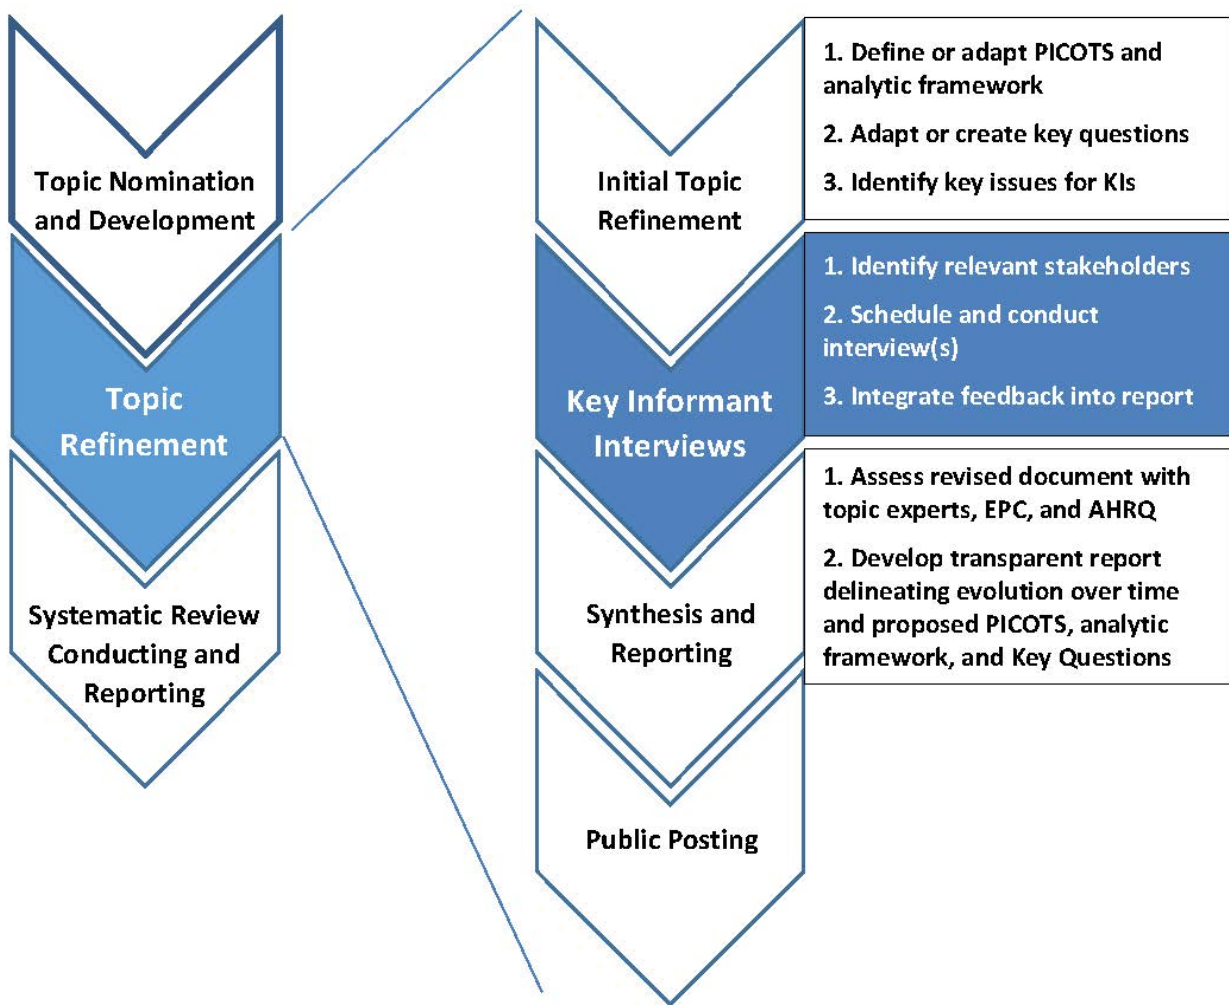 Topic Nomination
and Development
Topic
Refinement
Systematic Review
Conducting and
Reporting
Initial Topic
Refinement
1. Define or adapt PICOTS and
analytic framework
2. Adapt or create key questions
3. Identify key issues for KIs
Key Informant
Interviews
1. Identify relevant stakeholders
2. Schedule and conduct
interview(s)
3. Integrate feedback into report
Synthesis and
Reporting
1. Assess revised document with
topic experts, EPC, and AHRQ
2. Develop transparent report
delineating evolution over time
and proposed PICOTS, analytic
framework, and Key Questions
Public Posting